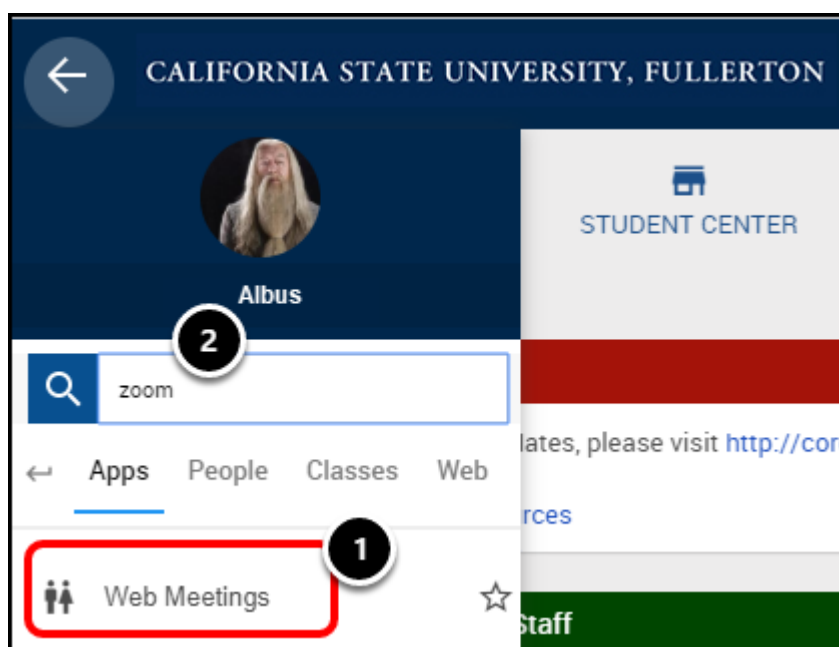 CALIFORNIA STATE UNIVERSITY, FULLERTON
STUDENT CENTER
Albus
2
zoom
Apps People Classes Web
lates, please visit http://cor
rces
1
Web Meetings
Staff